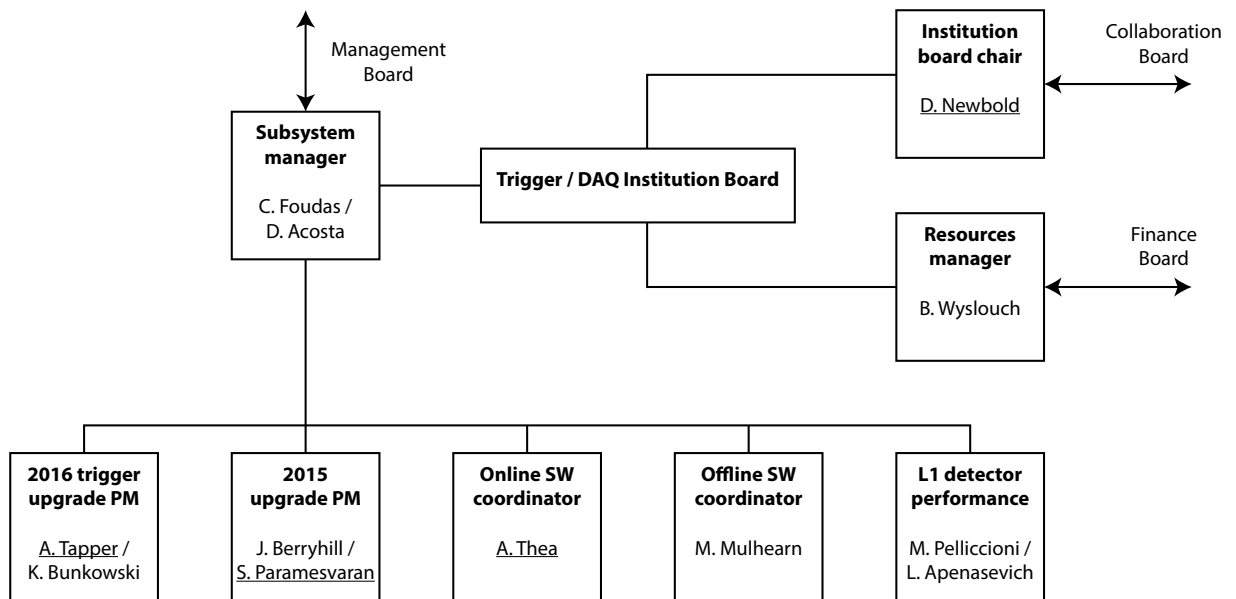 Management
Board
Subsystem
manager
C. Foudas /
D. Acosta
Trigger / DAQ Institution Board
Institution
board chair
D. Newbold
Collaboration
Board
Resources
manager
B. Wyslouch
Finance
Board
2016 trigger
upgrade PM
A. Tapper /
K. Bunkowski
2015
upgrade PM
J. Berryhill /
S. Paramesvaran
Online SW
coordinator
A. Thea
Offline SW
coordinator
M. Mulhearn
L1 detector
performance
M. Pelliccioni /
L. Apenasevich